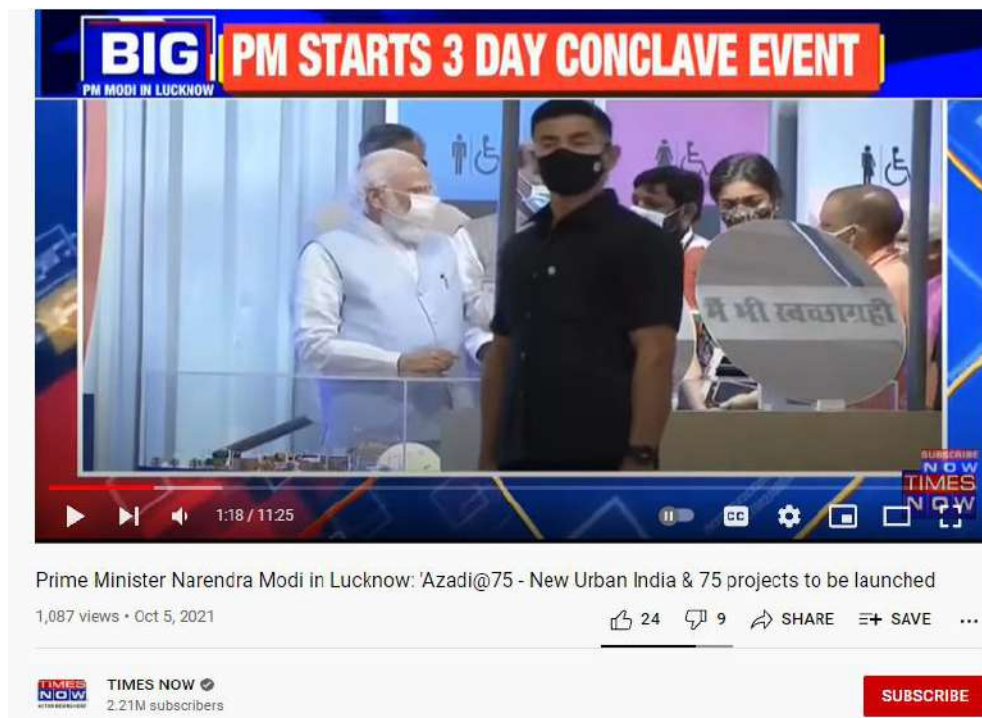 BIG
PM MODI IN LUCKNOW
PM STARTS 3 DAY CONCLAVE EVENT
मैं भी स्वच्छाग्रही
SUBSCRIBE
NOW
TIMES
NOW
1:18 / 11:25
CC
Prime Minister Narendra Modi in Lucknow: 'Azadi@75 - New Urban India & 75 projects to be launched
1,087 views • Oct 5, 2021
24 9 SHARE SAVE
TIMES
NOW
TIMES NOW
2.21M subscribers
SUBSCRIBE